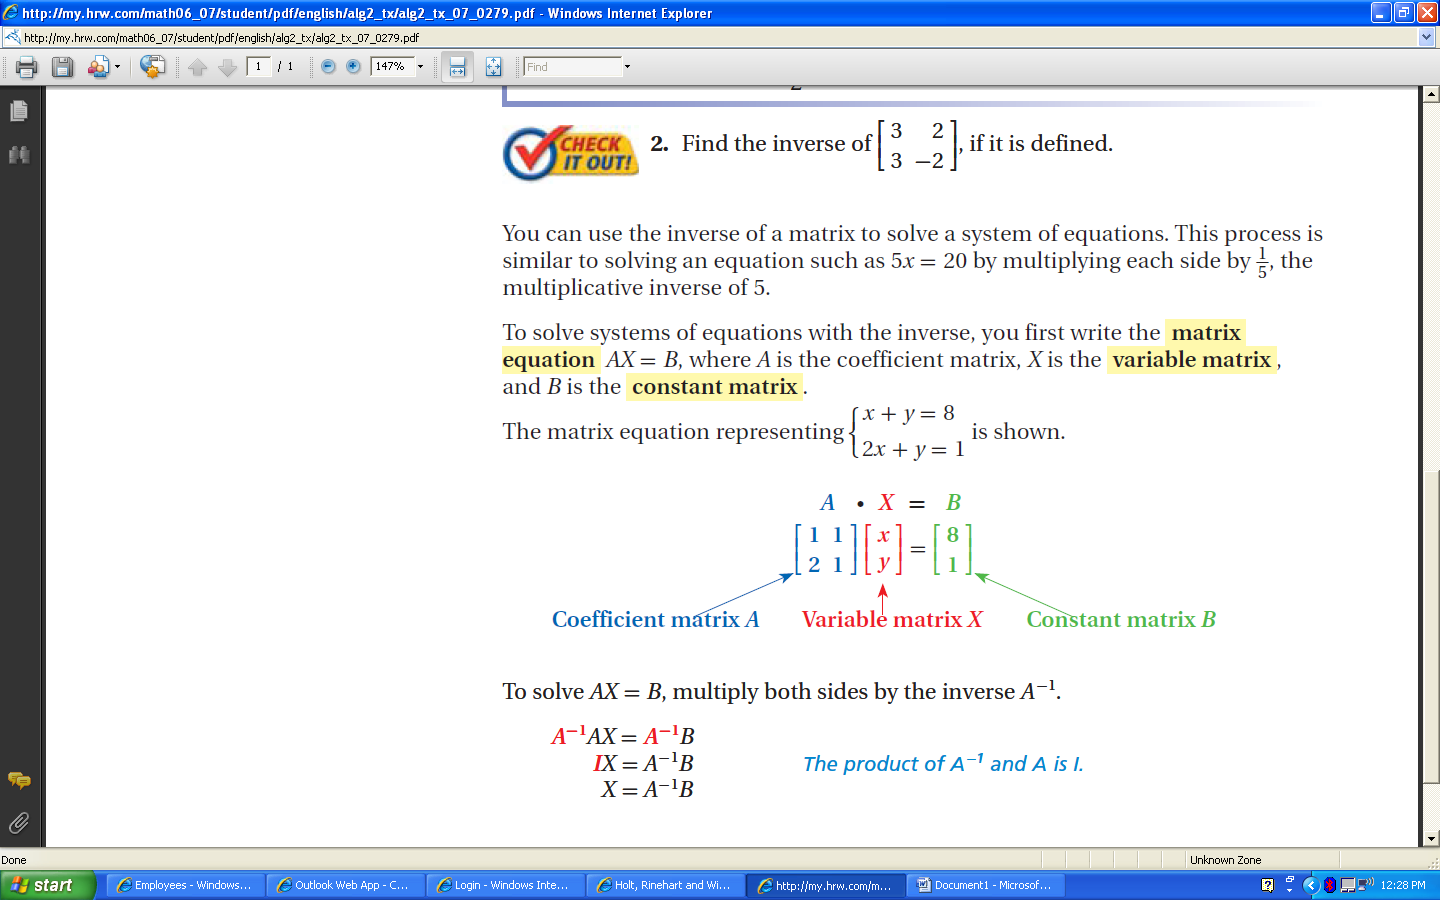 http://my.hrw.com/math06_07/student/pdf/english/alg2_tx/alg2_tx_07_0279.pdf - Windows Internet Explorer
http://my.hrw.com/math06_07/student/pdf/english/alg2_tx/alg2_tx_07_0279.pdf
1 / 1 147% Find
2
CHECK IT OUT!
2. Find the inverse of [3 2
3 −2], if it is defined.
You can use the inverse of a matrix to solve a system of equations. This process is
similar to solving an equation such as 5x = 20 by multiplying each side by 1/5, the
multiplicative inverse of 5.
To solve systems of equations with the inverse, you first write the matrix
equation AX = B, where A is the coefficient matrix, X is the variable matrix,
and B is the constant matrix.
The matrix equation representing {x + y = 8
2x + y = 1 is shown.
A • X = B
[1 1] [x] = [8]
[2 1] [y] [1]
Coefficient matrix A Variable matrix X Constant matrix B
To solve AX = B, multiply both sides by the inverse A⁻¹.
A⁻¹AX = A⁻¹B
IX = A⁻¹B The product of A⁻¹ and A is I.
X = A⁻¹B
Done Unknown Zone
start Employees - Windows... Outlook Web App - C... Login - Windows Inte... Holt, Rinehart and Wi... http://my.hrw.com/m... Document1 - Microsof... 12:28 PM